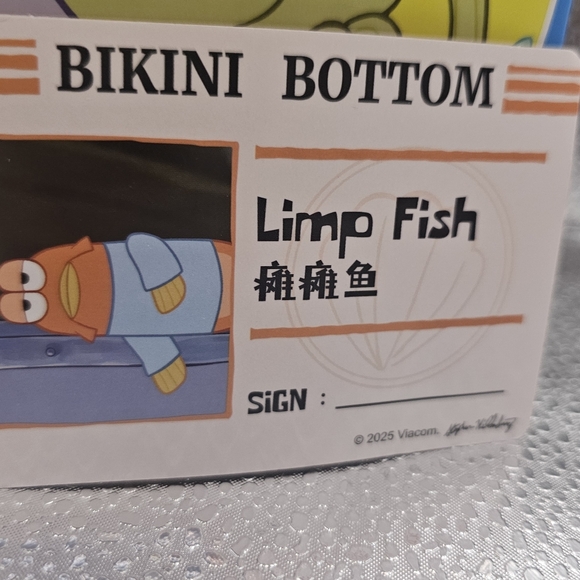 BIKINI BOTTOM
Limp Fish
瘫瘫鱼
SiGN :
© 2025 Viacom.